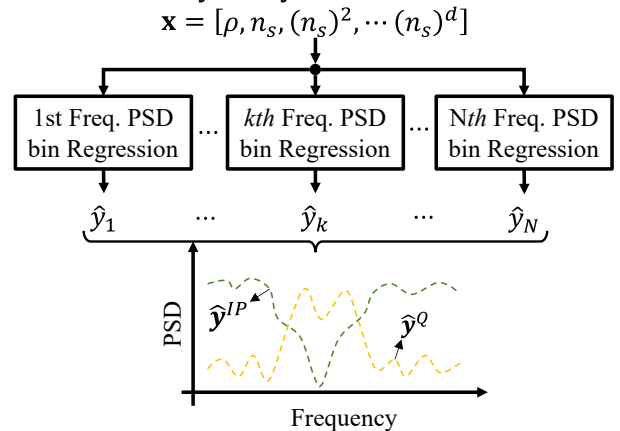 𝐱 = [ρ, n_s, (n_s)^2, ⋯ (n_s)^d]
1st Freq. PSD bin Regression
...
kth Freq. PSD bin Regression
...
Nth Freq. PSD bin Regression
ŷ_1 ... ŷ_k ... ŷ_N
PSD
ŷ^{IP}
ŷ^Q
Frequency